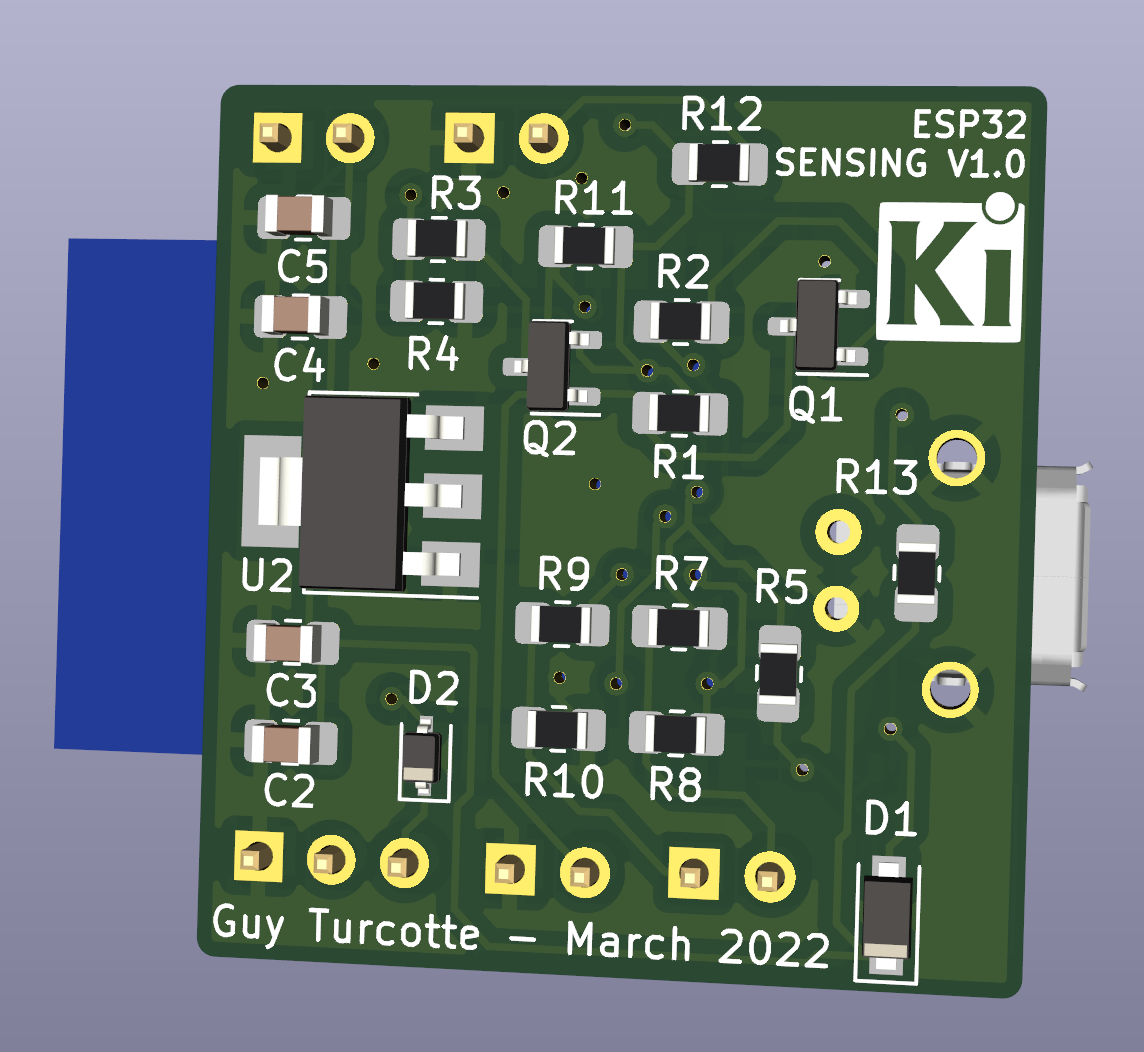 R12
ESP32
SENSING V1.0
R3
R11
C5
R2
Ki
C4
R4
Q1
Q2
R1
R13
U2
R9
R7
R5
C3
D2
C2
R10
R8
D1
Guy Turcotte - March 2022